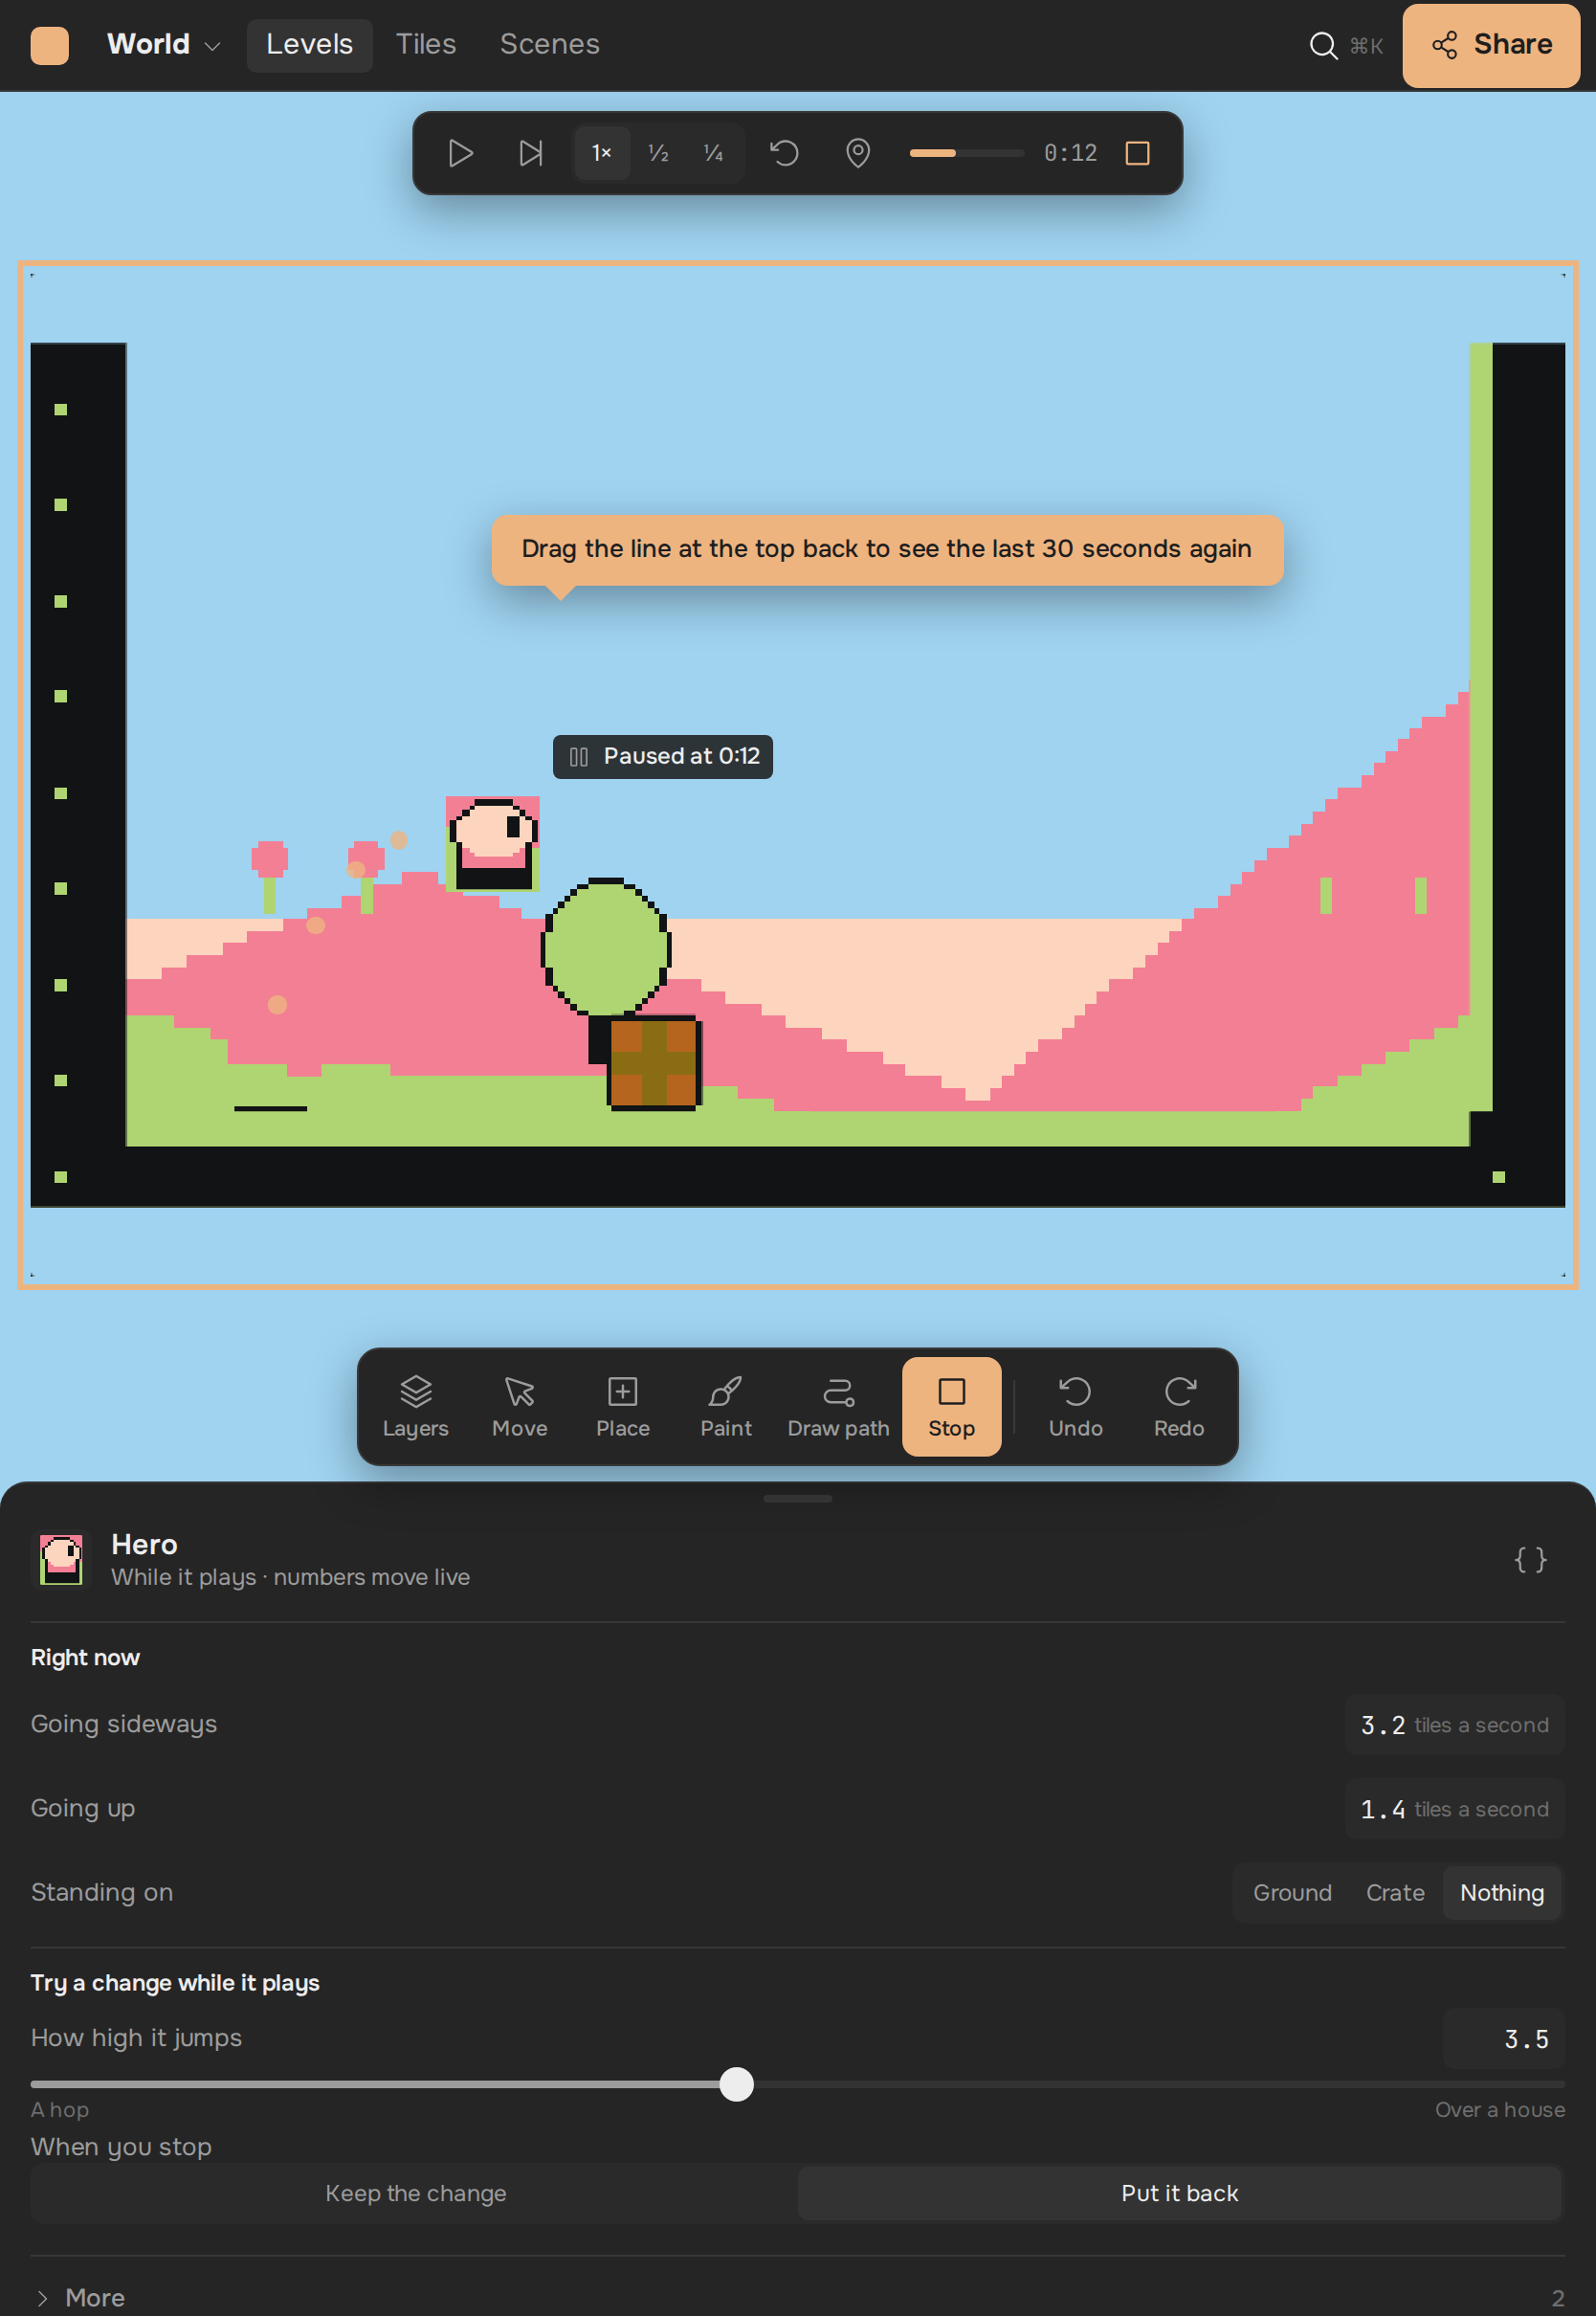 World Levels Tiles Scenes ⌘K Share
1× ½ ¼ 0:12
Drag the line at the top back to see the last 30 seconds again
Paused at 0:12
Layers Move Place Paint Draw path Stop Undo Redo
Hero
While it plays · numbers move live
{ }
Right now
Going sideways 3.2 tiles a second
Going up 1.4 tiles a second
Standing on Ground Crate Nothing
Try a change while it plays
How high it jumps 3.5
A hop Over a house
When you stop
Keep the change Put it back
More 2